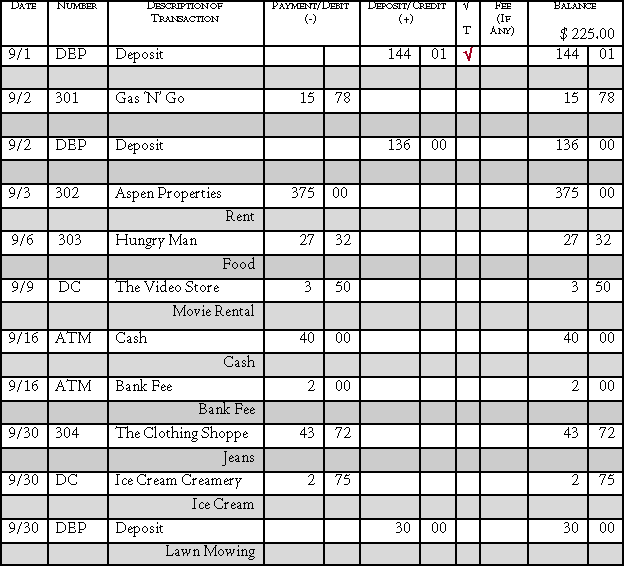 DATE NUMBER DESCRIPTION OF TRANSACTION PAYMENT/DEBIT (-) DEPOSIT/CREDIT (+) √ T FEE (IF ANY) BALANCE $ 225.00
9/1 DEP Deposit 144 01 √ 144 01
9/2 301 Gas 'N' Go 15 78 15 78
9/2 DEP Deposit 136 00 136 00
9/3 302 Aspen Properties 375 00 375 00
Rent
9/6 303 Hungry Man 27 32 27 32
Food
9/9 DC The Video Store 3 50 3 50
Movie Rental
9/16 ATM Cash 40 00 40 00
Cash
9/16 ATM Bank Fee 2 00 2 00
Bank Fee
9/30 304 The Clothing Shoppe 43 72 43 72
Jeans
9/30 DC Ice Cream Creamery 2 75 2 75
Ice Cream
9/30 DEP Deposit 30 00 30 00
Lawn Mowing